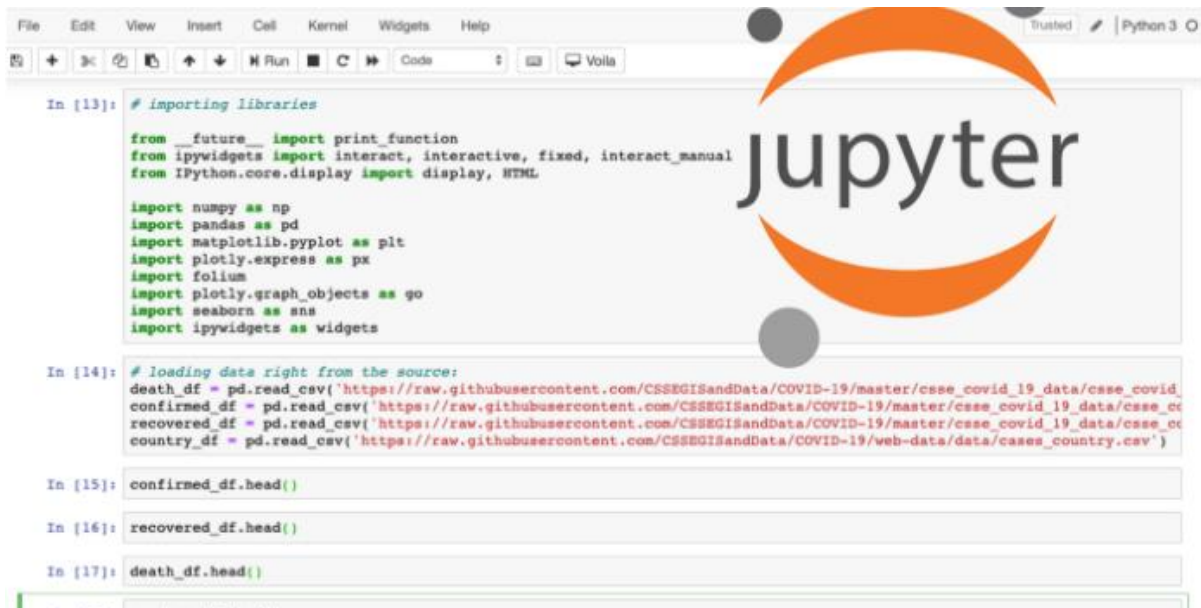 File Edit View Insert Cell Kernel Widgets Help Trusted Python 3
Run Code Voila
jupyter
In [13]: # importing libraries
from __future__ import print_function
from ipywidgets import interact, interactive, fixed, interact_manual
from IPython.core.display import display, HTML
import numpy as np
import pandas as pd
import matplotlib.pyplot as plt
import plotly.express as px
import folium
import plotly.graph_objects as go
import seaborn as sns
import ipywidgets as widgets
In [14]: # loading data right from the source:
death_df = pd.read_csv('https://raw.githubusercontent.com/CSSEGISandData/COVID-19/master/csse_covid_19_data/csse_covid_
confirmed_df = pd.read_csv('https://raw.githubusercontent.com/CSSEGISandData/COVID-19/master/csse_covid_19_data/csse_co
recovered_df = pd.read_csv('https://raw.githubusercontent.com/CSSEGISandData/COVID-19/master/csse_covid_19_data/csse_co
country_df = pd.read_csv('https://raw.githubusercontent.com/CSSEGISandData/COVID-19/web-data/data/cases_country.csv')
In [15]: confirmed_df.head()
In [16]: recovered_df.head()
In [17]: death_df.head()